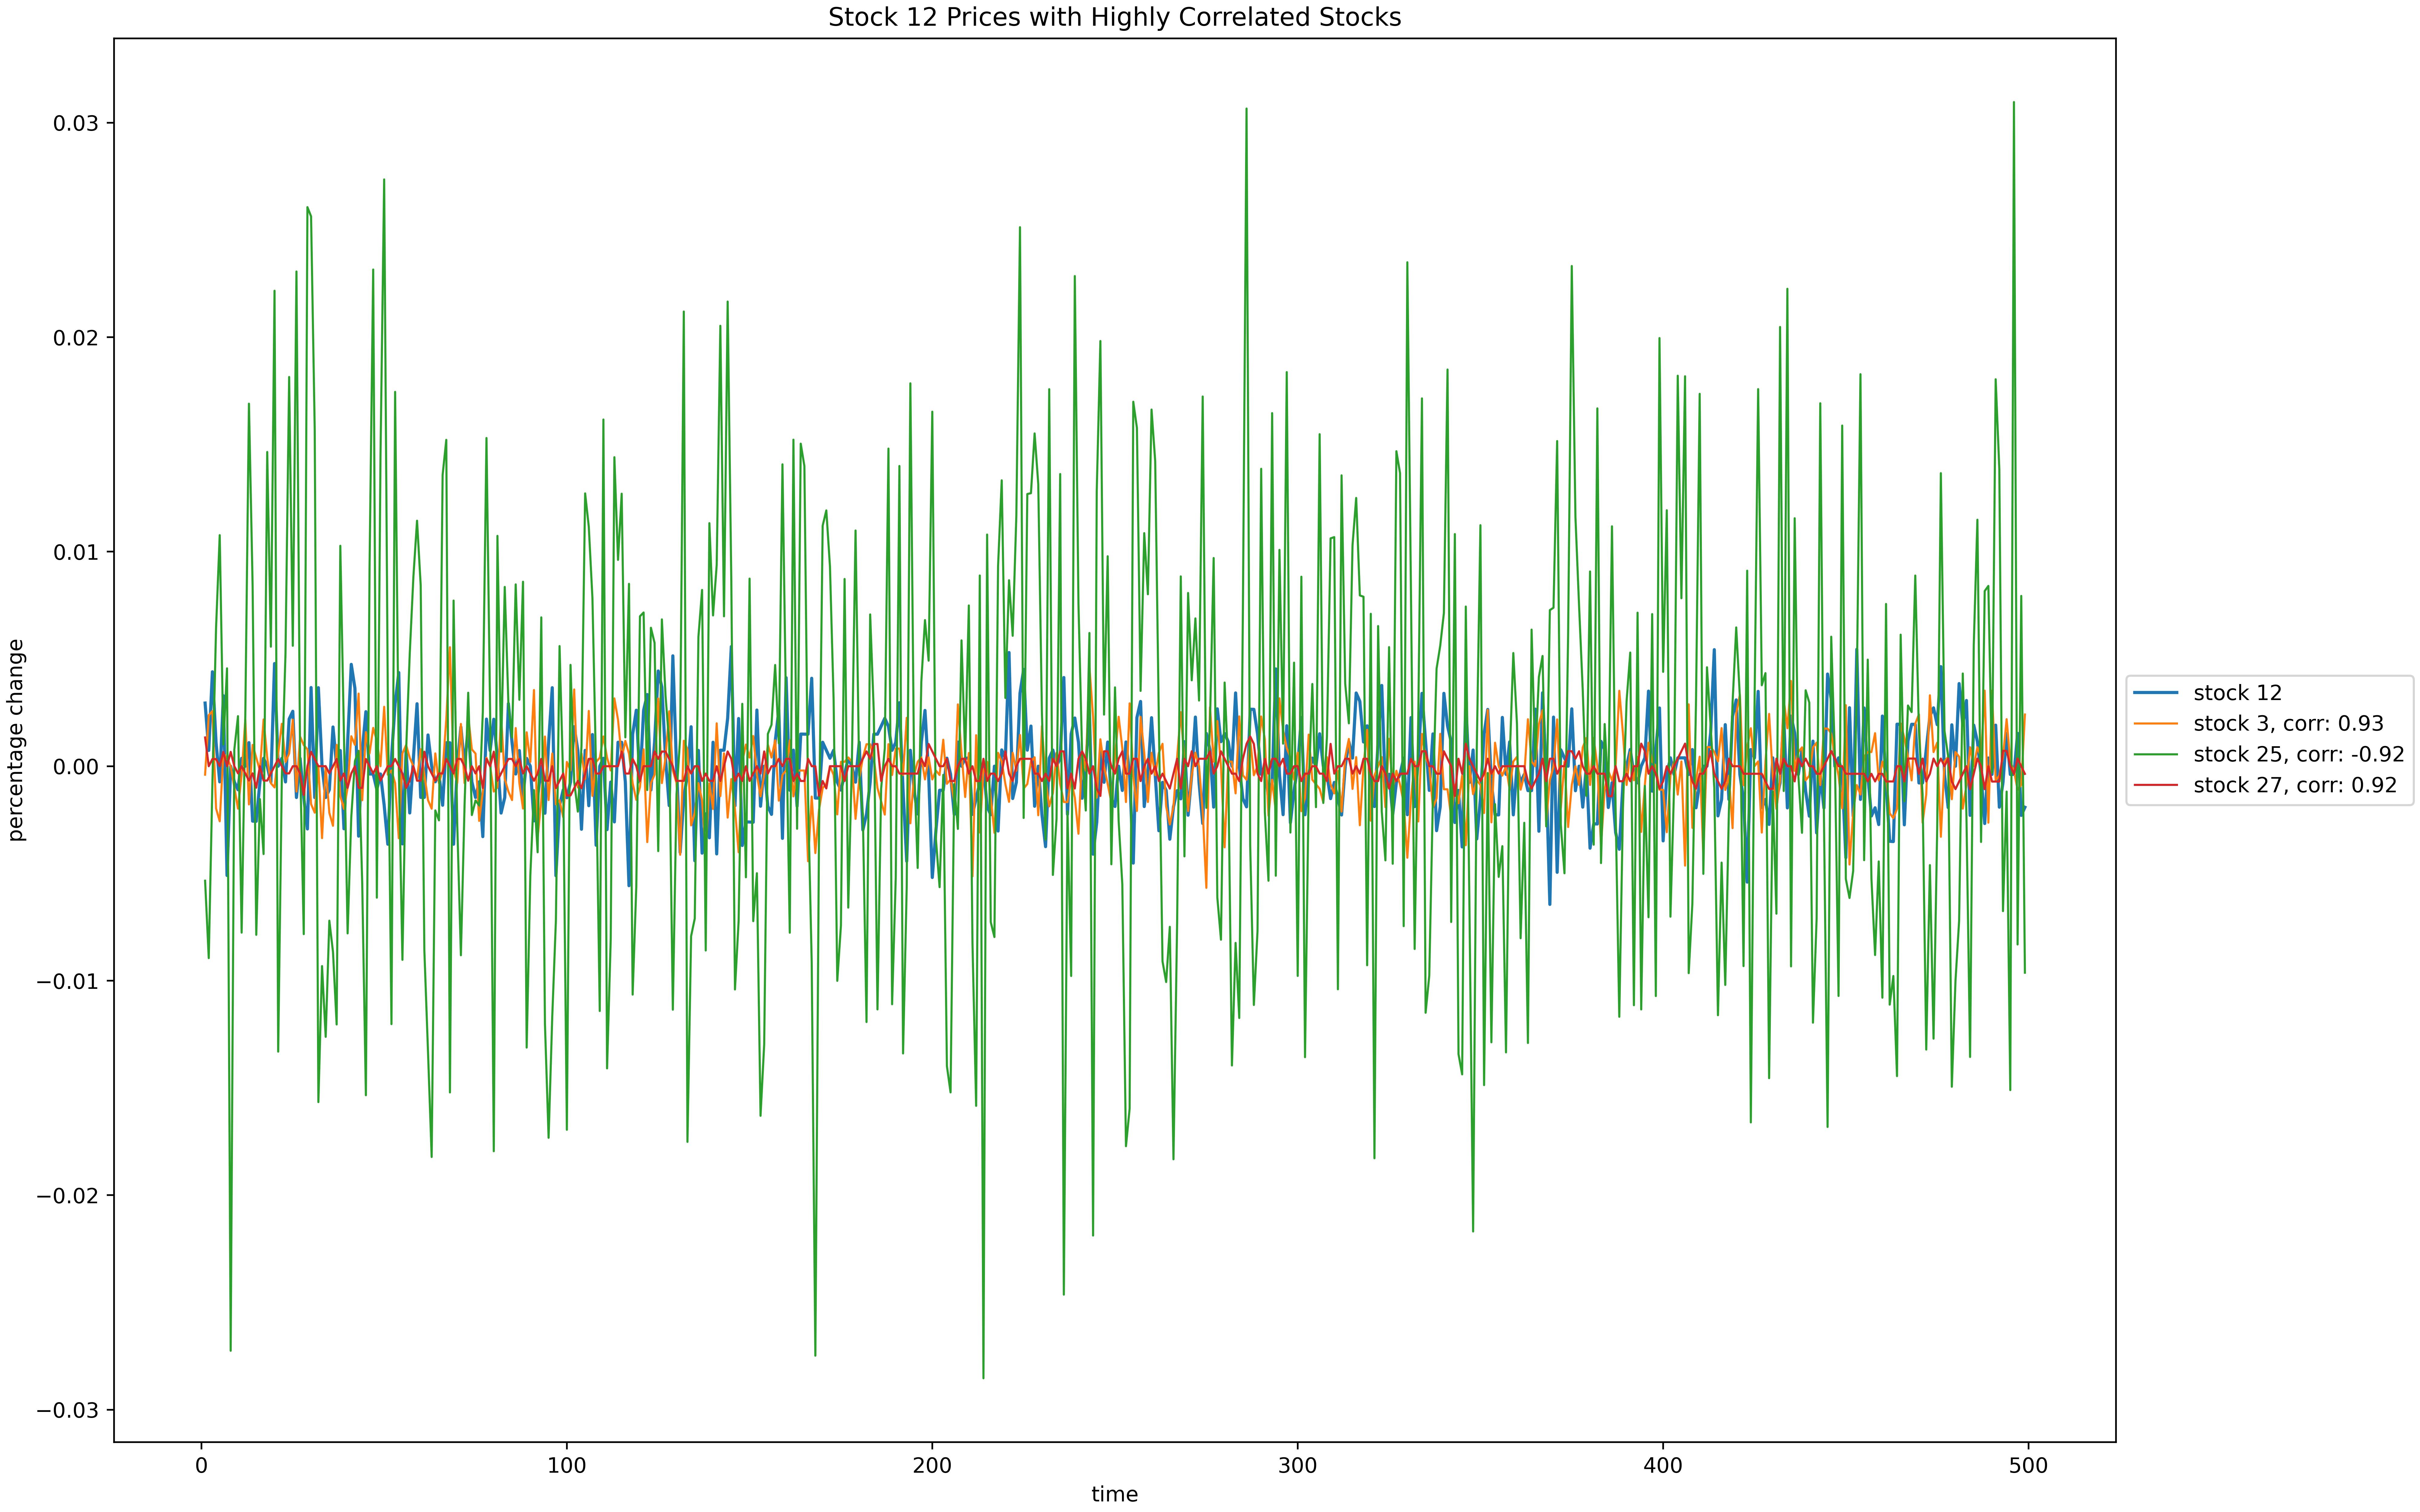 Stock 12 Prices with Highly Correlated Stocks
percentage change
0.03
0.02
0.01
0.00
−0.01
−0.02
−0.03
0
100
200
300
400
500
time
stock 12
stock 3, corr: 0.93
stock 25, corr: -0.92
stock 27, corr: 0.92